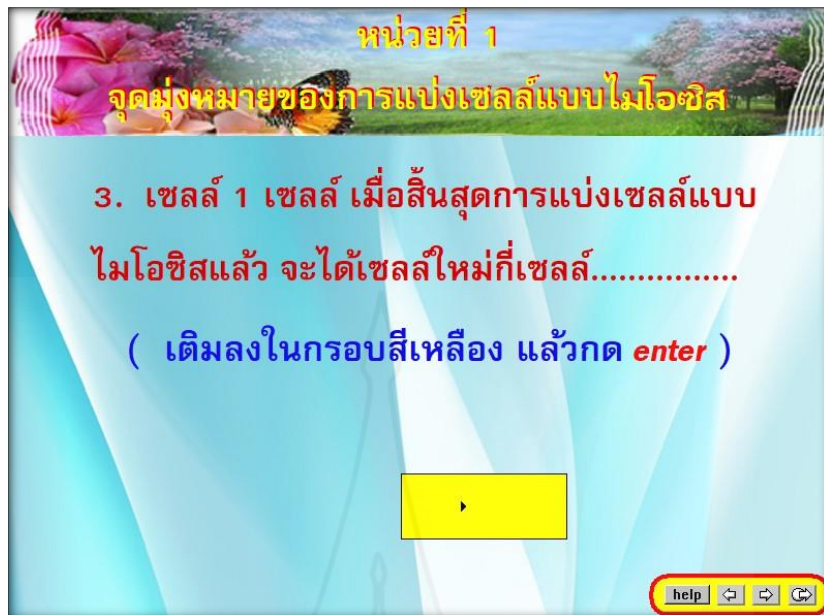 หน่วยที่ 1
จุดมุ่งหมายของการแบ่งเซลล์แบบไมโอซิส
3. เซลล์ 1 เซลล์ เมื่อสิ้นสุดการแบ่งเซลล์แบบ
ไมโอซิสแล้ว จะได้เซลล์ใหม่กี่เซลล์................
( เติมลงในกรอบสีเหลือง แล้วกด enter )
help